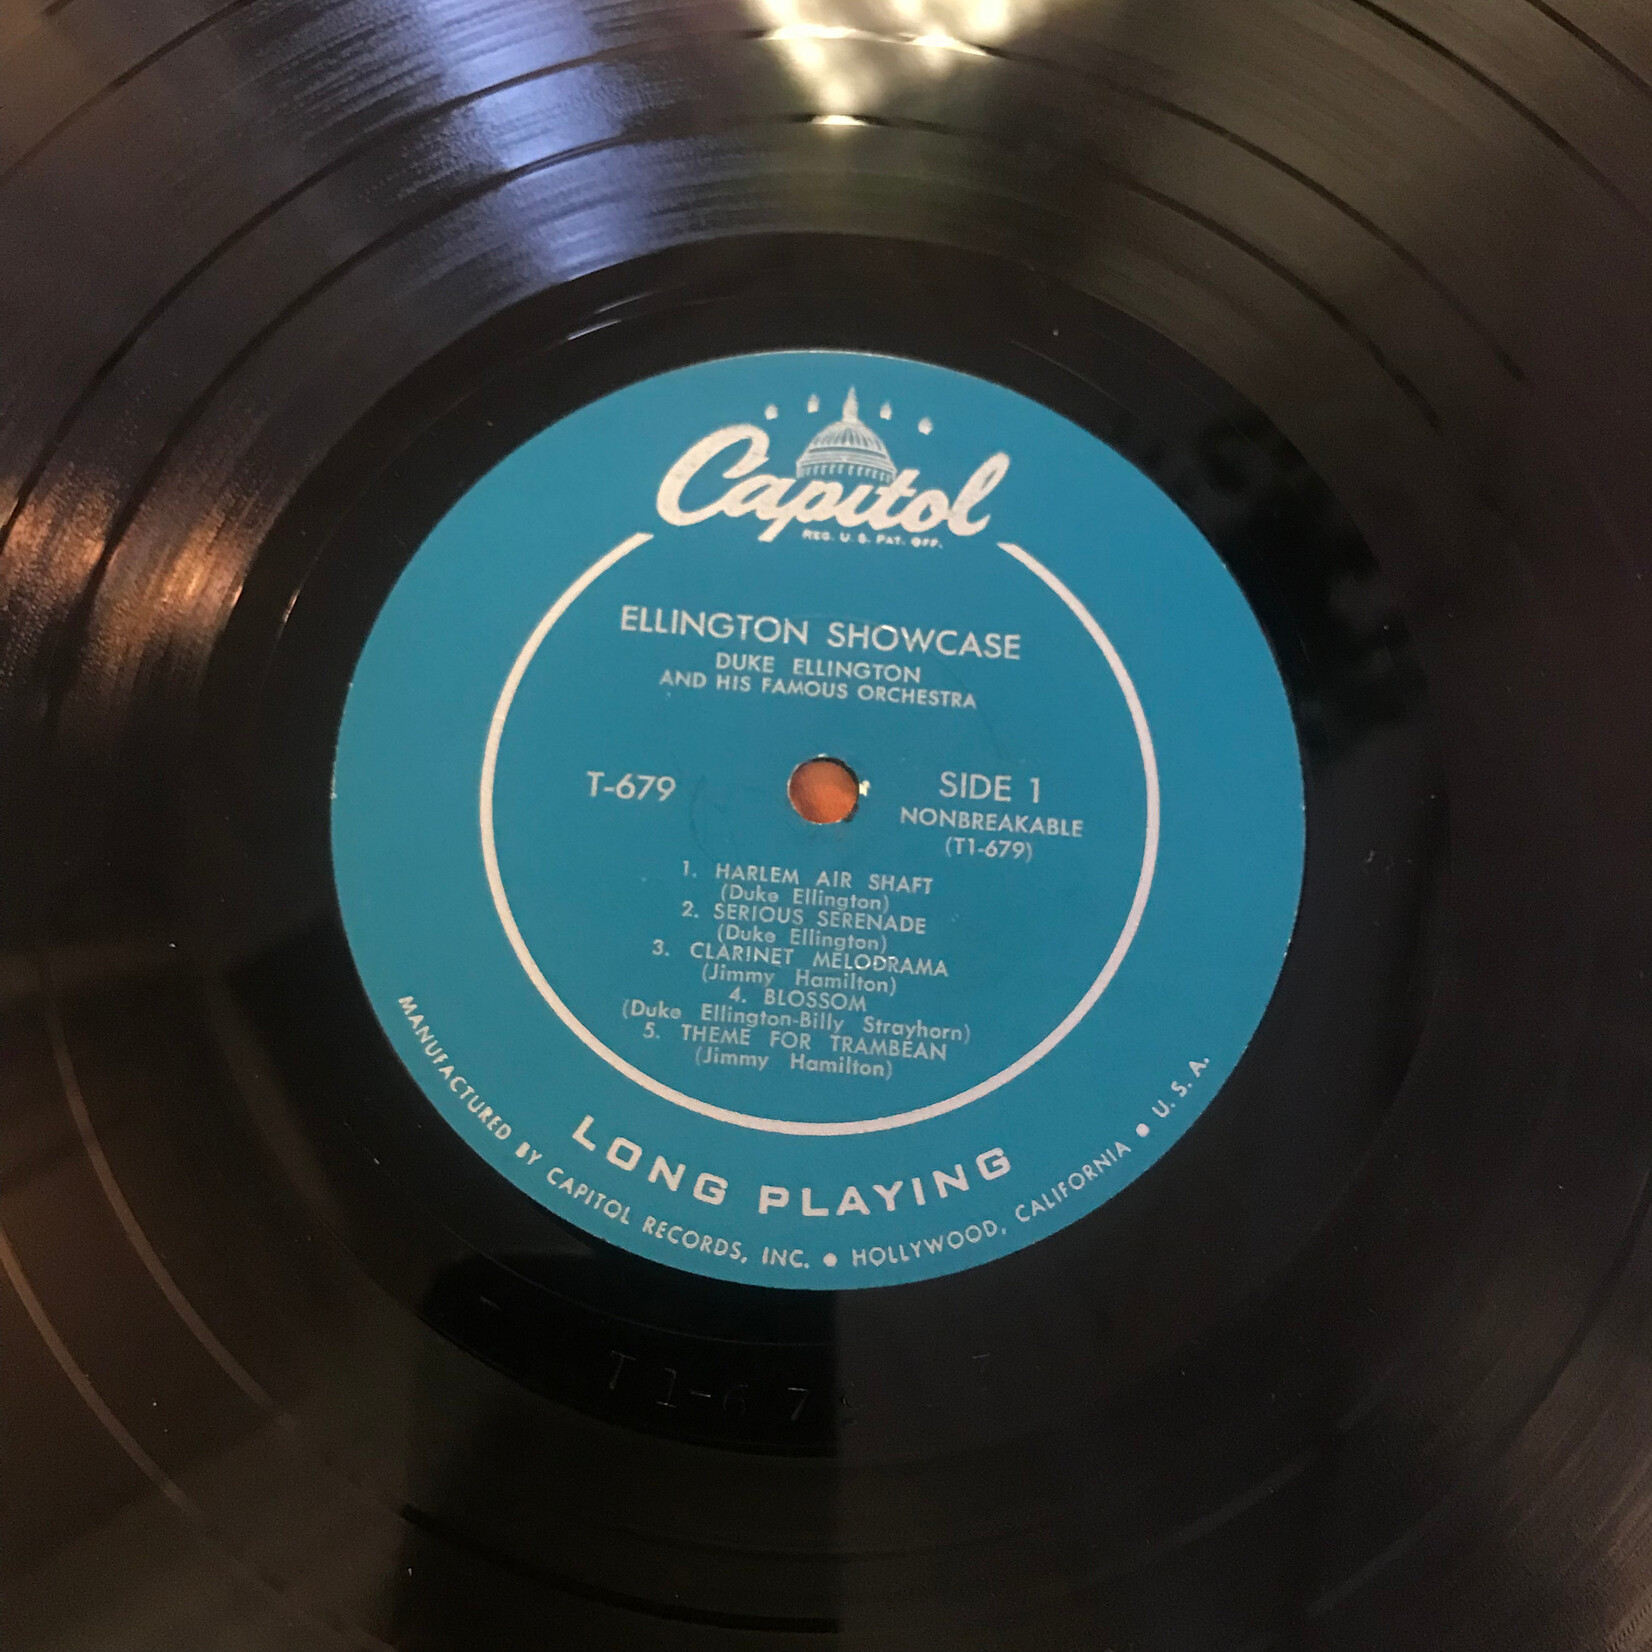 Capitol
REG. U. S. PAT. OFF.
ELLINGTON SHOWCASE
DUKE ELLINGTON
AND HIS FAMOUS ORCHESTRA
T-679
SIDE 1
NONBREAKABLE
(T1-679)
1. HARLEM AIR SHAFT
(Duke Ellington)
2. SERIOUS SERENADE
(Duke Ellington)
3. CLARINET MELODRAMA
(Jimmy Hamilton)
4. BLOSSOM
(Duke Ellington-Billy Strayhorn)
5. THEME FOR TRAMBEAN
(Jimmy Hamilton)
LONG PLAYING
MANUFACTURED BY CAPITOL RECORDS, INC. • HOLLYWOOD, CALIFORNIA • U. S. A.